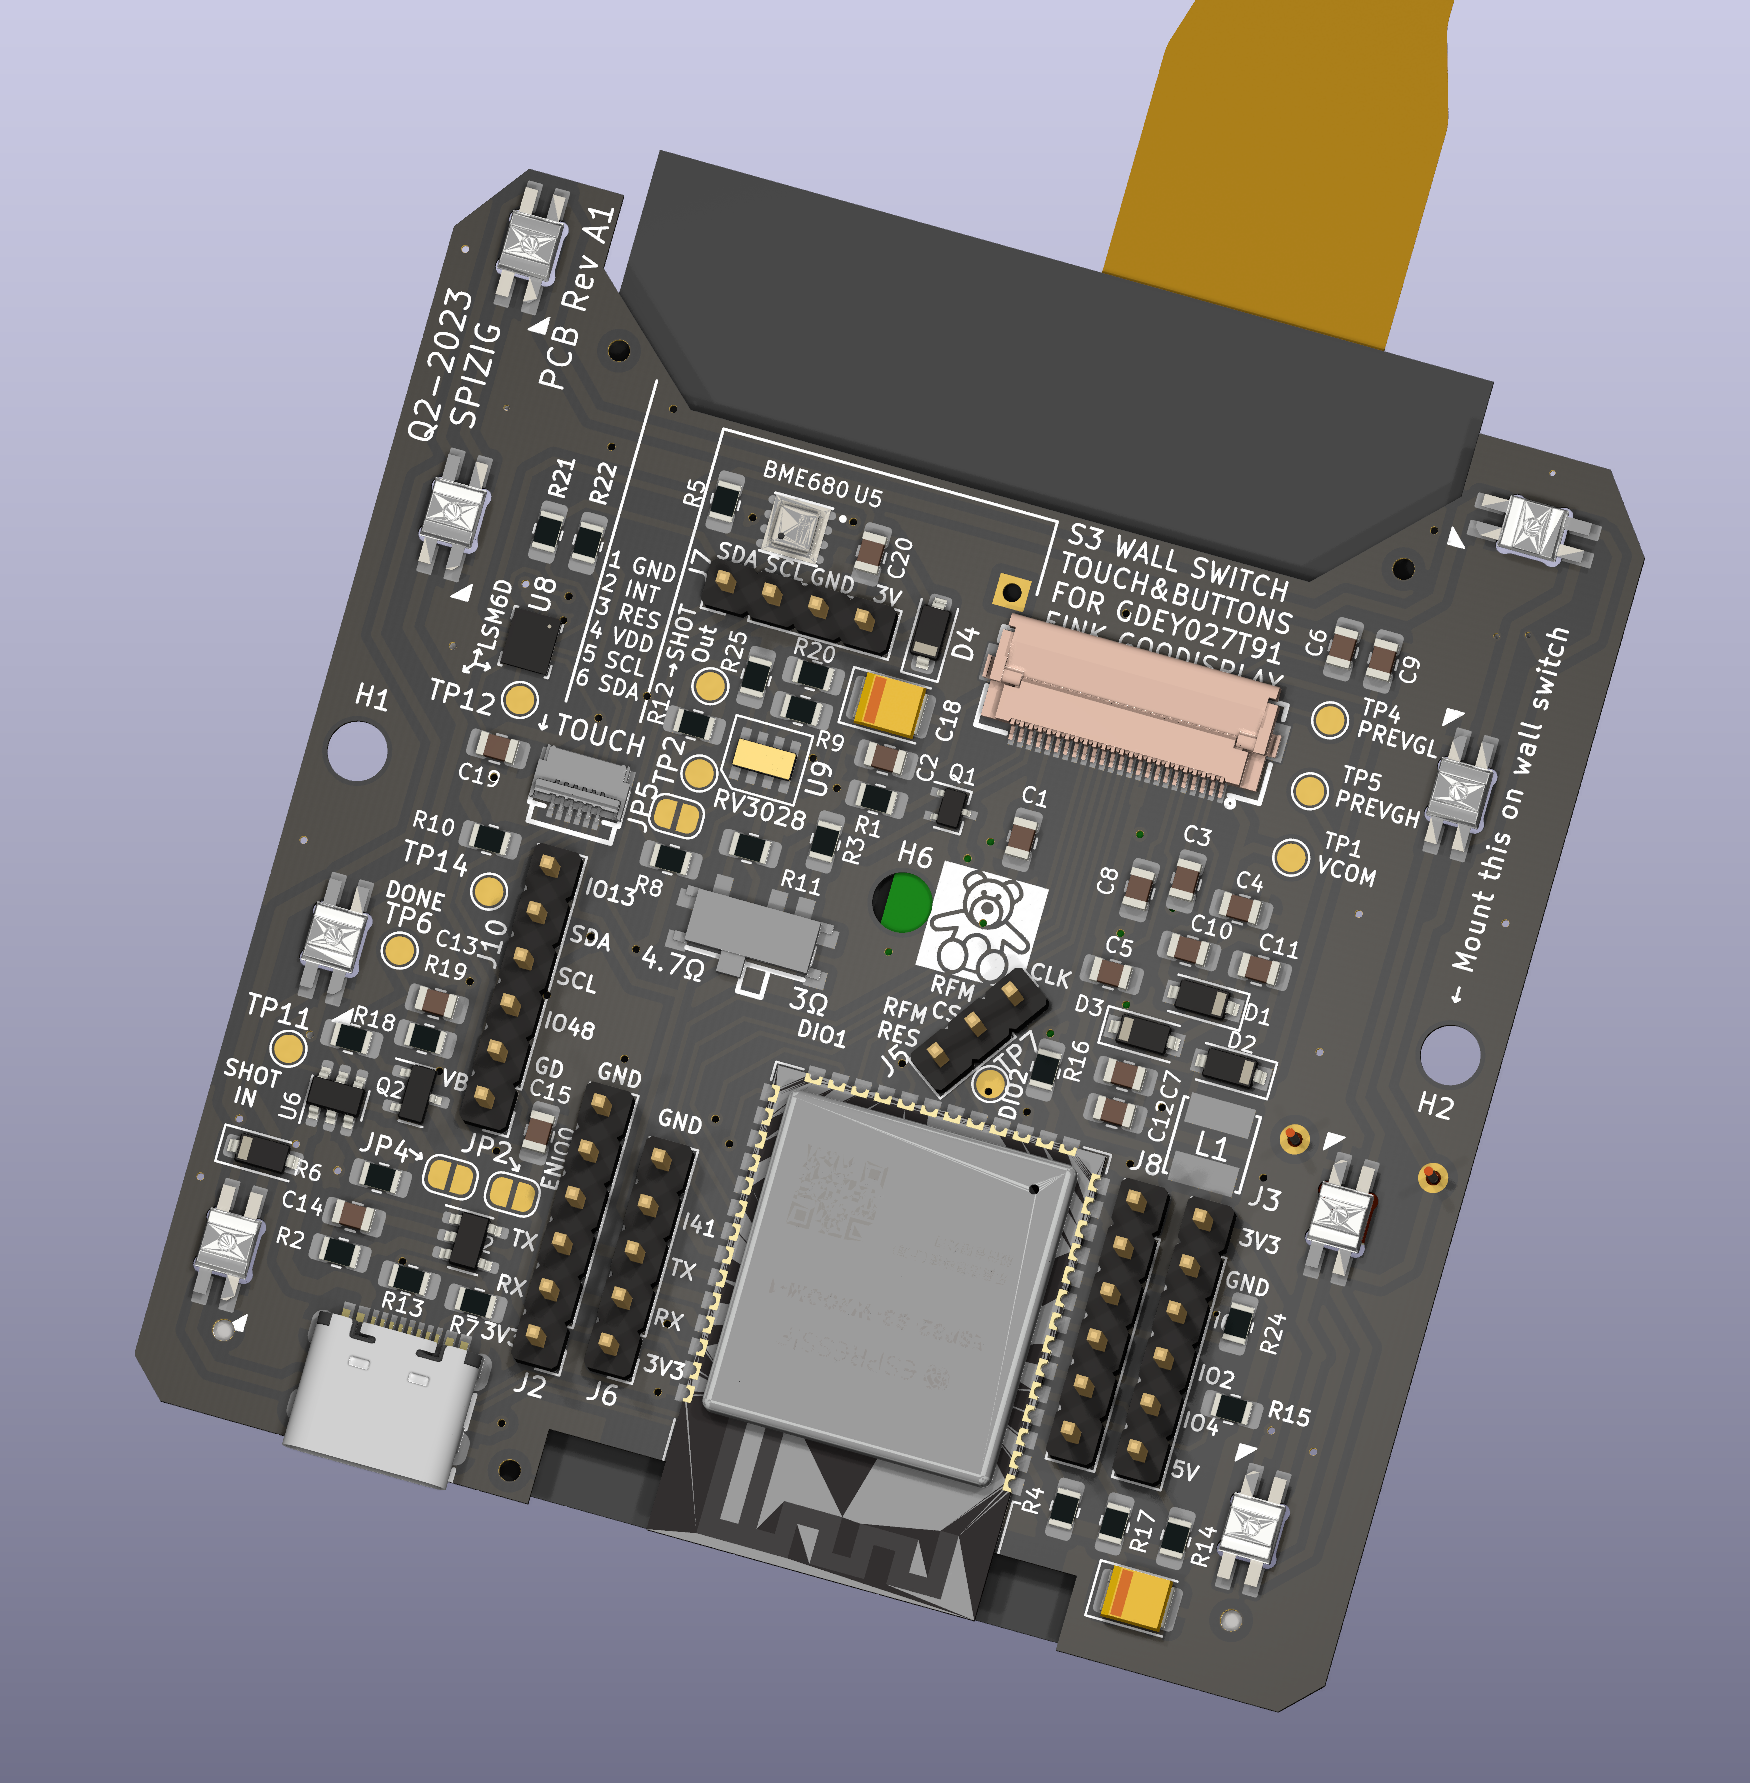 PCB Rev A1
Q2-2023
SPIZIG
R21
R22
R5
BME680 U5
C20
J7
SDA SCL GND
3V
S3 WALL SWITCH
TOUCH&BUTTONS
FOR GDEY027T91
1 GND
2 INT
3 RES
4 VDD
5 SCL
6 SDA
→SHOT
Out
LSM6D
U8
TP12
H1
↓TOUCH
R12
R25
R20
D4
C18
R9
C2
Q1
C6
C9
TP4
PREVGL
TP5
PREVGH
TP1
VCOM
← Mount this on wall switch
C19
JP5
TP2
RV3028
U9
R1
R3
C1
R10
TP14
DONE
TP6
C13
R19
J10
IO13
SDA
SCL
IO48
GD
VB
R8
R11
H6
4.7Ω
3Ω
DIO1
RFM
RES
RFM
CS
CLK
J5
TP7
DIO2
R16
C8
C3
C4
C10
C11
C5
D3
D1
D2
C7
C12
L1
H2
TP11
R18
SHOT
IN
U6
Q2
JP4→
JP2
C15
GND
GND
EN
IO0
R6
C14
R2
R13
R7
TX
RX
3V3
I41
TX
RX
3V3
J2
J6
J8
J3
3V3
GND
R24
IO2
IO4
R15
5V
R4
R17
R14